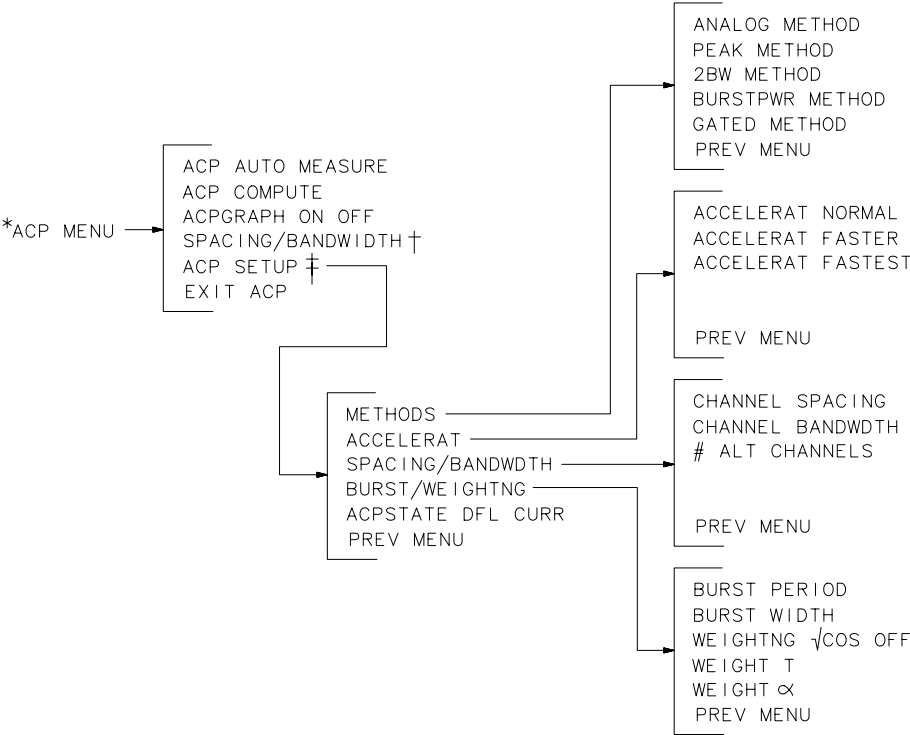 *ACP MENU
ACP AUTO MEASURE
ACP COMPUTE
ACPGRAPH ON OFF
SPACING/BANDWIDTH †
ACP SETUP ‡
EXIT ACP
METHODS
ACCELERAT
SPACING/BANDWDTH
BURST/WEIGHTNG
ACPSTATE DFL CURR
PREV MENU
ANALOG METHOD
PEAK METHOD
2BW METHOD
BURSTPWR METHOD
GATED METHOD
PREV MENU
ACCELERAT NORMAL
ACCELERAT FASTER
ACCELERAT FASTEST
PREV MENU
CHANNEL SPACING
CHANNEL BANDWDTH
# ALT CHANNELS
PREV MENU
BURST PERIOD
BURST WIDTH
WEIGHTNG √COS OFF
WEIGHT T
WEIGHT ∝
PREV MENU